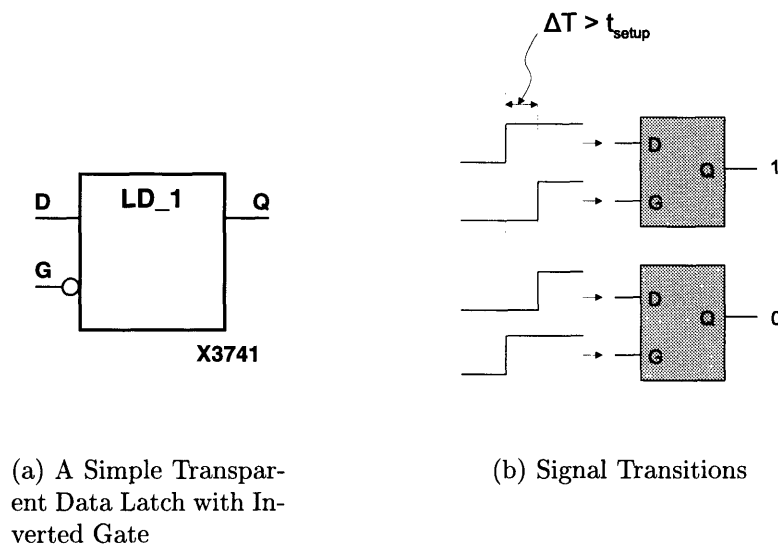 ΔT > t_setup
LD_1
D
Q
G
X3741
D
Q
1
G
D
Q
0
G
(a) A Simple Transpar-
ent Data Latch with In-
verted Gate
(b) Signal Transitions